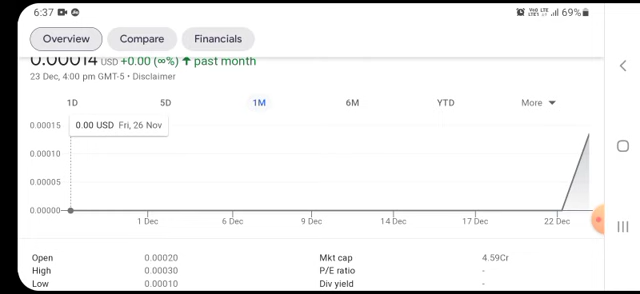 6:37 69%
Overview Compare Financials
0.00014 USD +0.00 (∞%) ↑ past month
23 Dec, 4:00 pm GMT-5 • Disclaimer
1D 5D 1M 6M YTD More
0.00 USD Fri, 26 Nov
0.00015
0.00010
0.00005
0.00000
1 Dec 6 Dec 9 Dec 14 Dec 17 Dec 22 Dec
Open 0.00020 Mkt cap 4.59Cr
High 0.00030 P/E ratio -
Low 0.00010 Div yield -